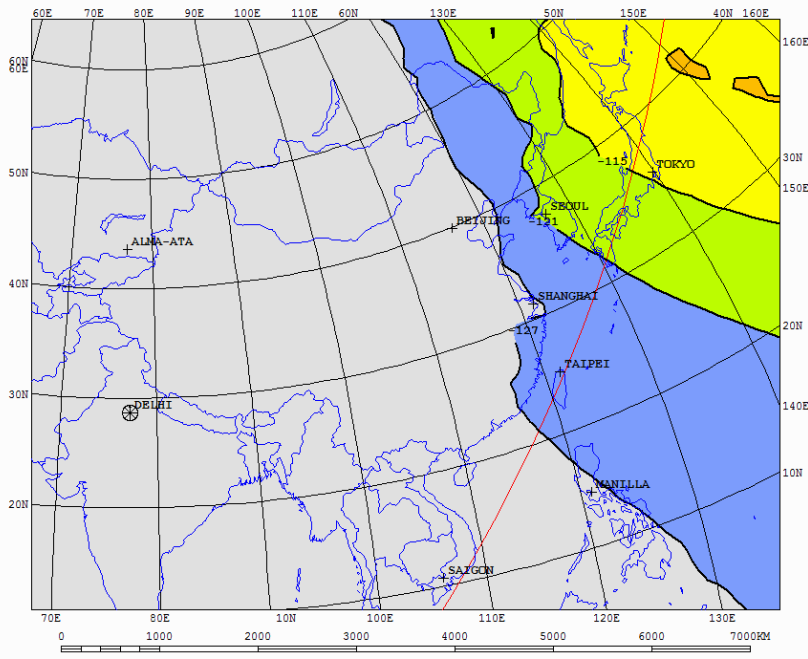 60E 70E 80E 90E 100E 110E 60N 130E 50N 150E 40N 160E
60N
60E
160E
30N
150E
50N
-115 TOKYO
BEIJING
SEOUL
-121
ALMA-ATA
40N
SHANGHAI
-127
20N
TAIPEI
30N
DELHI
140E
10N
MANILLA
20N
SAIGON
70E 80E 10N 100E 110E 120E 130E
0 1000 2000 3000 4000 5000 6000 7000KM